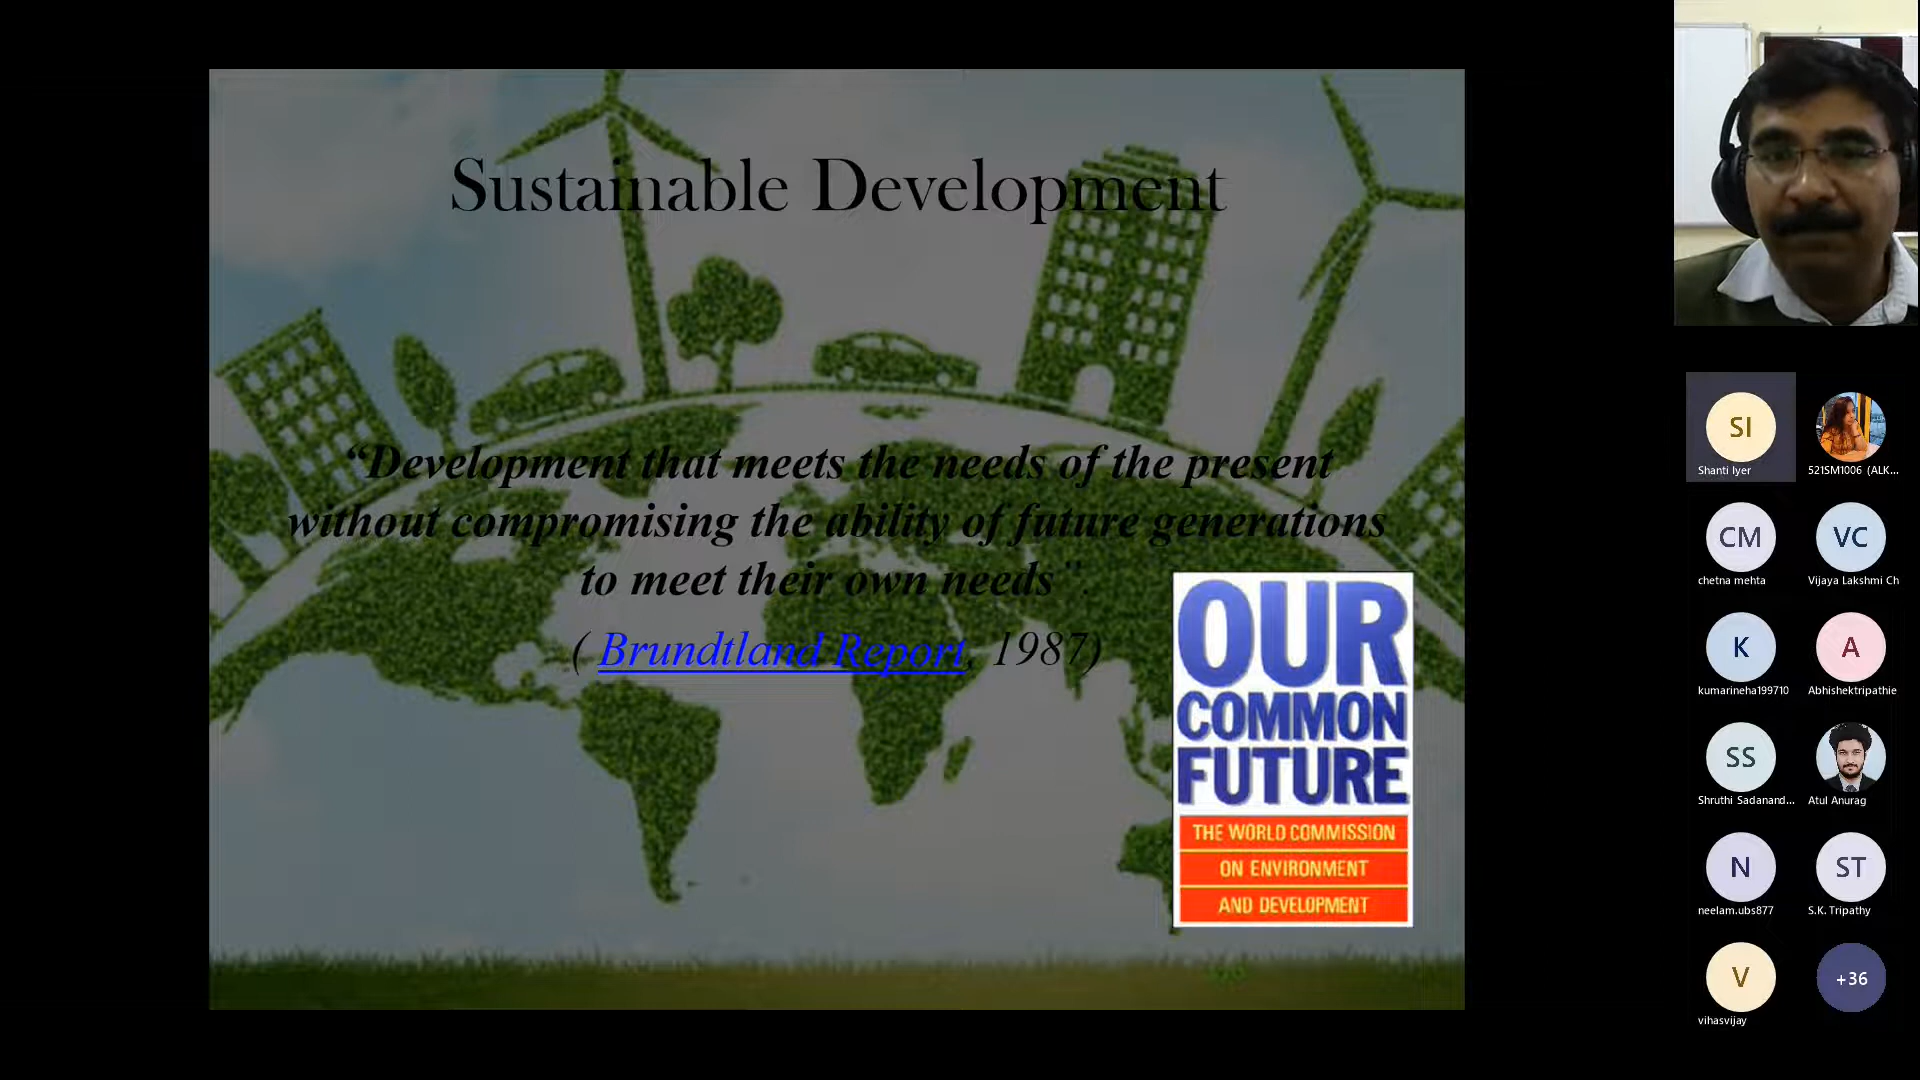 Sustainable Development
“Development that meets the needs of the present
without compromising the ability of future generations
to meet their own needs”.
( Brundtland Report, 1987)
OUR
COMMON
FUTURE
THE WORLD COMMISSION
ON ENVIRONMENT
AND DEVELOPMENT
SI
Shanti Iyer
521SM1006 (ALK...
CM
chetna mehta
VC
Vijaya Lakshmi Ch
K
kumarineha199710
A
Abhishektripathie
SS
Shruthi Sadanand...
Atul Anurag
N
neelam.ubs877
ST
S.K. Tripathy
V
vihasvijay
+36